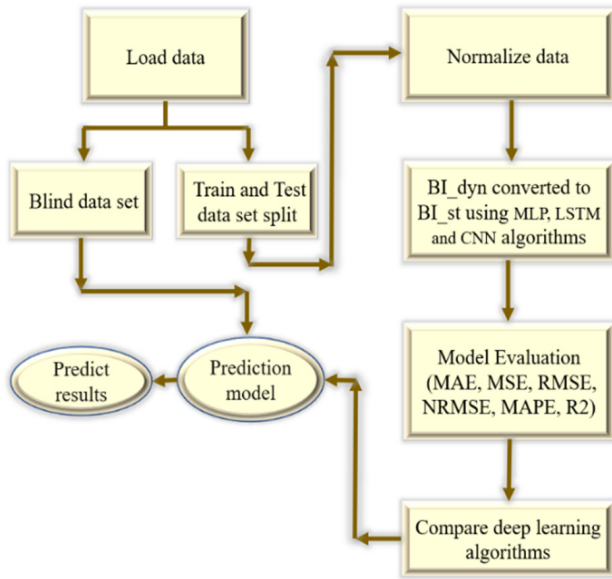 Load data
Normalize data
Blind data set
Train and Test
data set split
BI_dyn converted to
BI_st using MLP, LSTM
and CNN algorithms
Model Evaluation
(MAE, MSE, RMSE,
NRMSE, MAPE, R2)
Predict
results
Prediction
model
Compare deep learning
algorithms